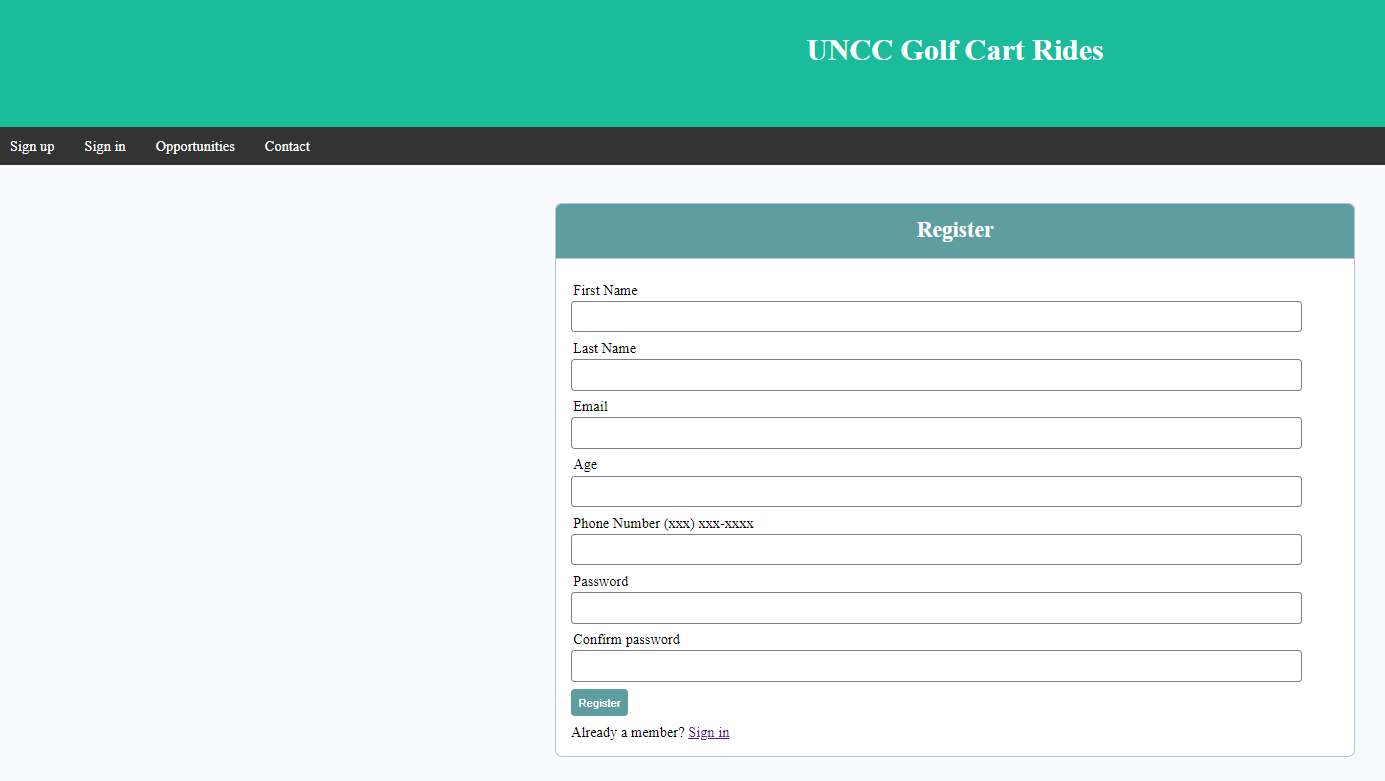 UNCC Golf Cart Rides
Sign up Sign in Opportunities Contact
Register
First Name
Last Name
Email
Age
Phone Number (xxx) xxx-xxxx
Password
Confirm password
Register
Already a member? Sign in